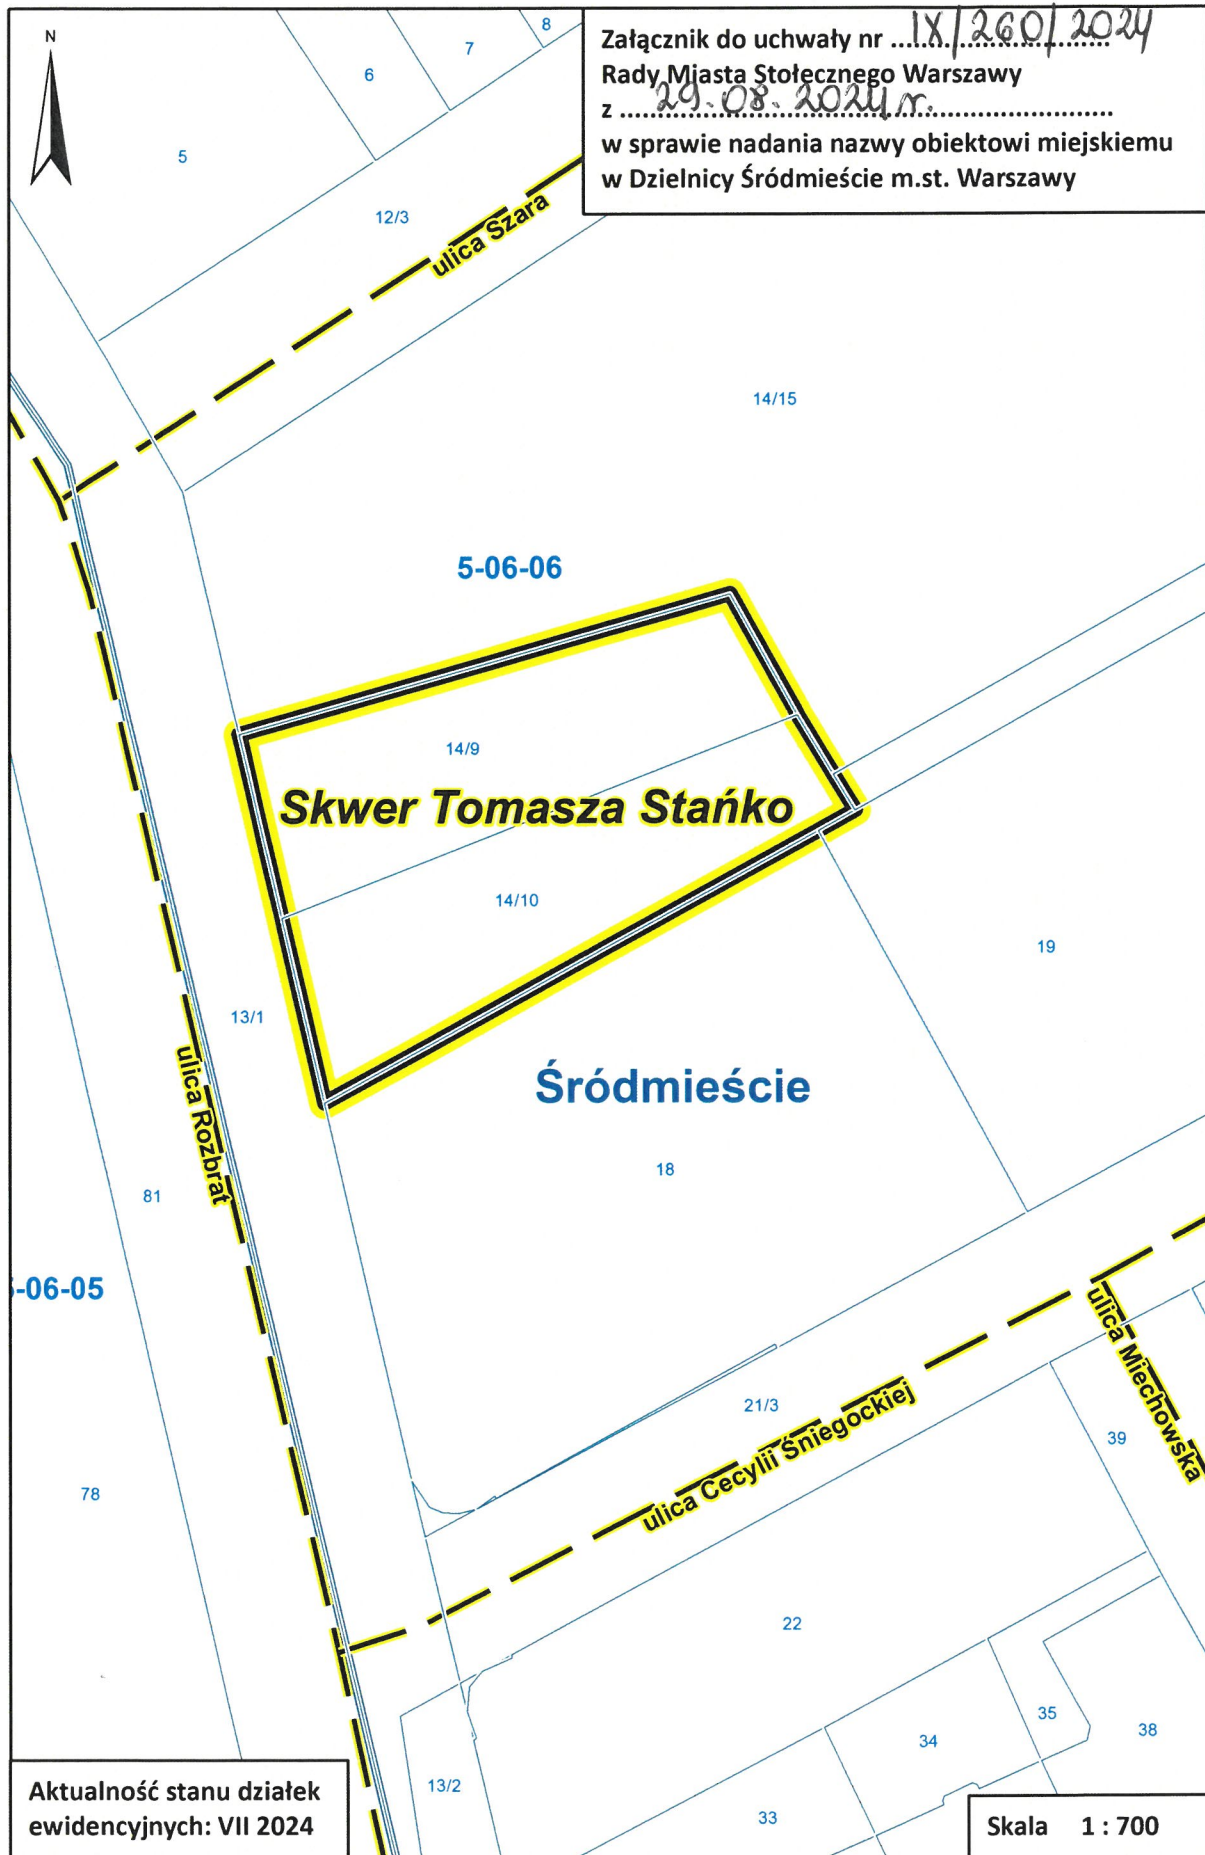 Załącznik do uchwały nr IX/260/2024
Rady Miasta Stołecznego Warszawy
z 29.08.2024 r.
w sprawie nadania nazwy obiektowi miejskiemu
w Dzielnicy Śródmieście m.st. Warszawy
N
8
7
6
5
12/3
ulica Szara
14/15
5-06-06
14/9
Skwer Tomasza Stańko
14/10
19
13/1
ulica Rozbrat
Śródmieście
18
81
-06-05
ulica Miechowska
21/3
ulica Cecylii Śniegockiej
39
78
22
35
34
38
13/2
33
Aktualność stanu działek
ewidencyjnych: VII 2024
Skala 1 : 700